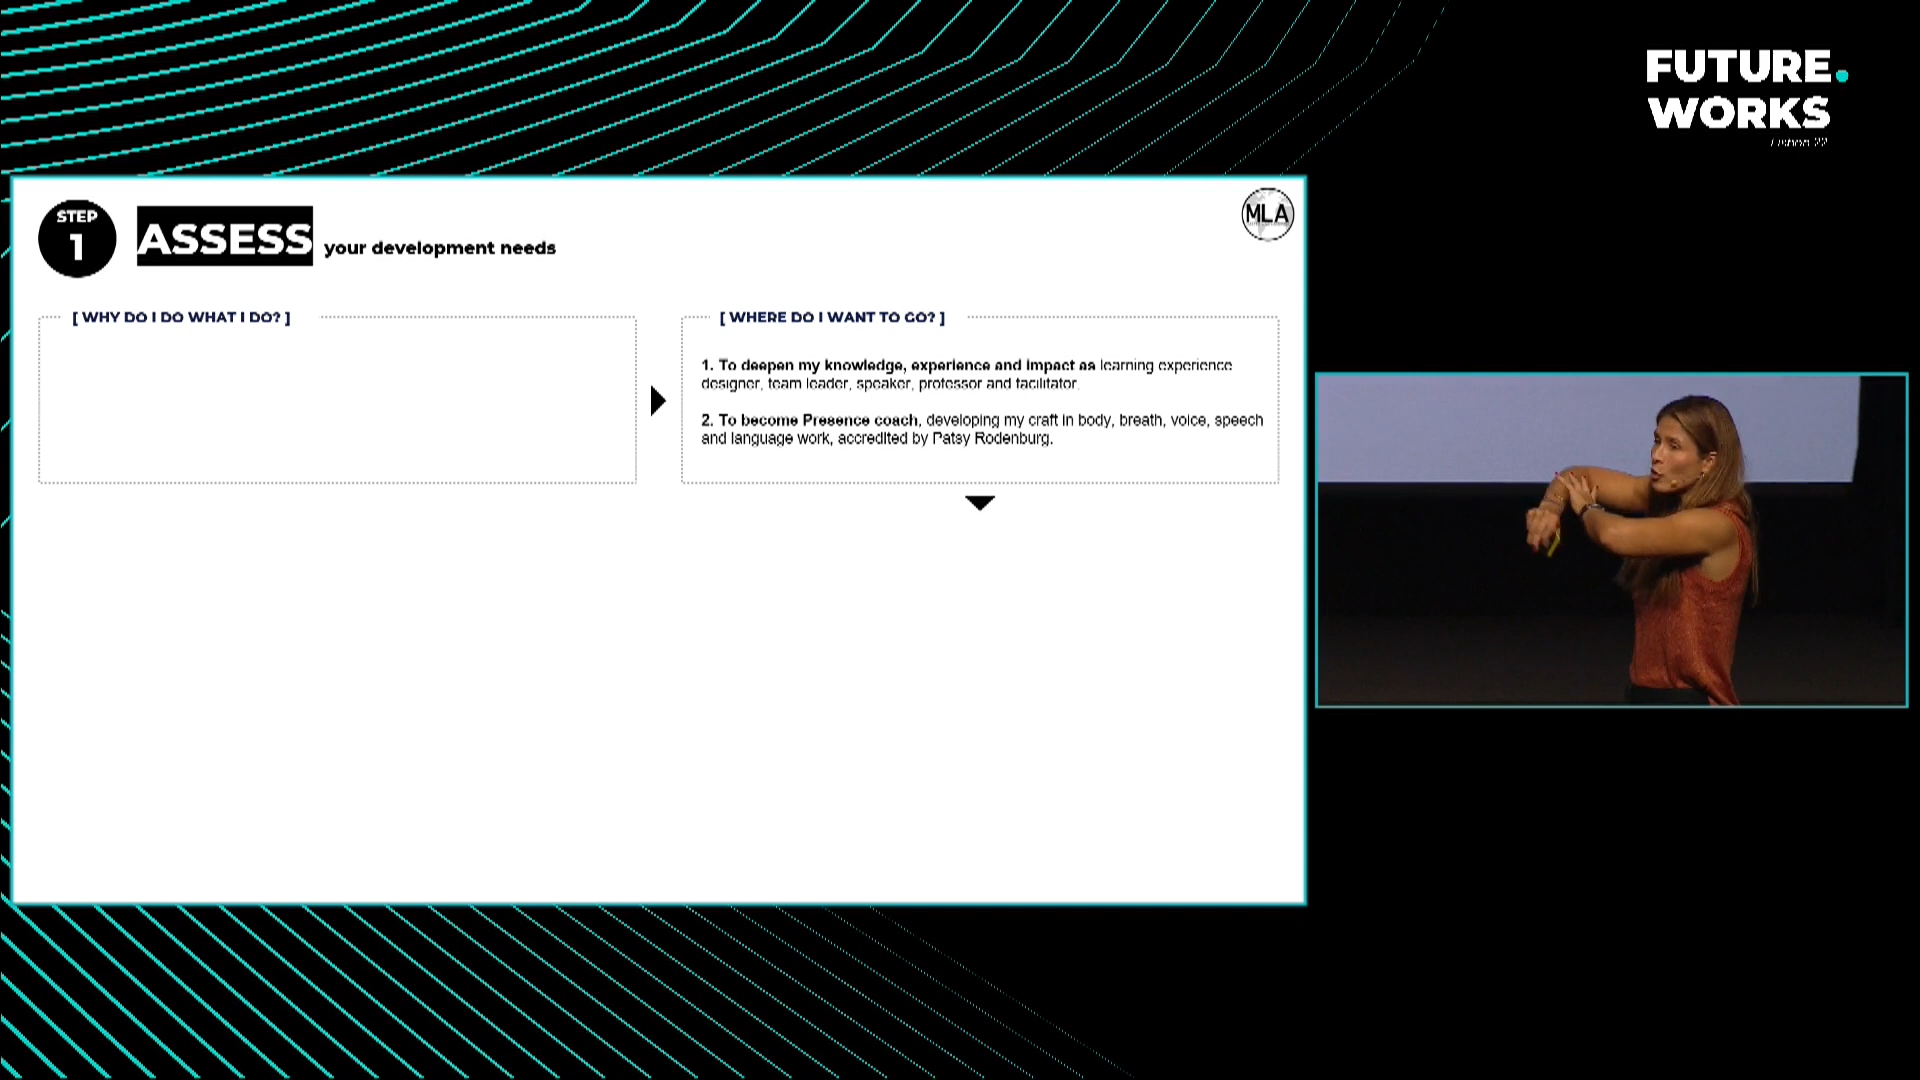 FUTURE.
WORKS
Lisbon 22
STEP
1
ASSESS your development needs
MLA
[ WHY DO I DO WHAT I DO? ]
[ WHERE DO I WANT TO GO? ]
1. To deepen my knowledge, experience and impact as learning experience
designer, team leader, speaker, professor and facilitator.
2. To become Presence coach, developing my craft in body, breath, voice, speech
and language work, accredited by Patsy Rodenburg.